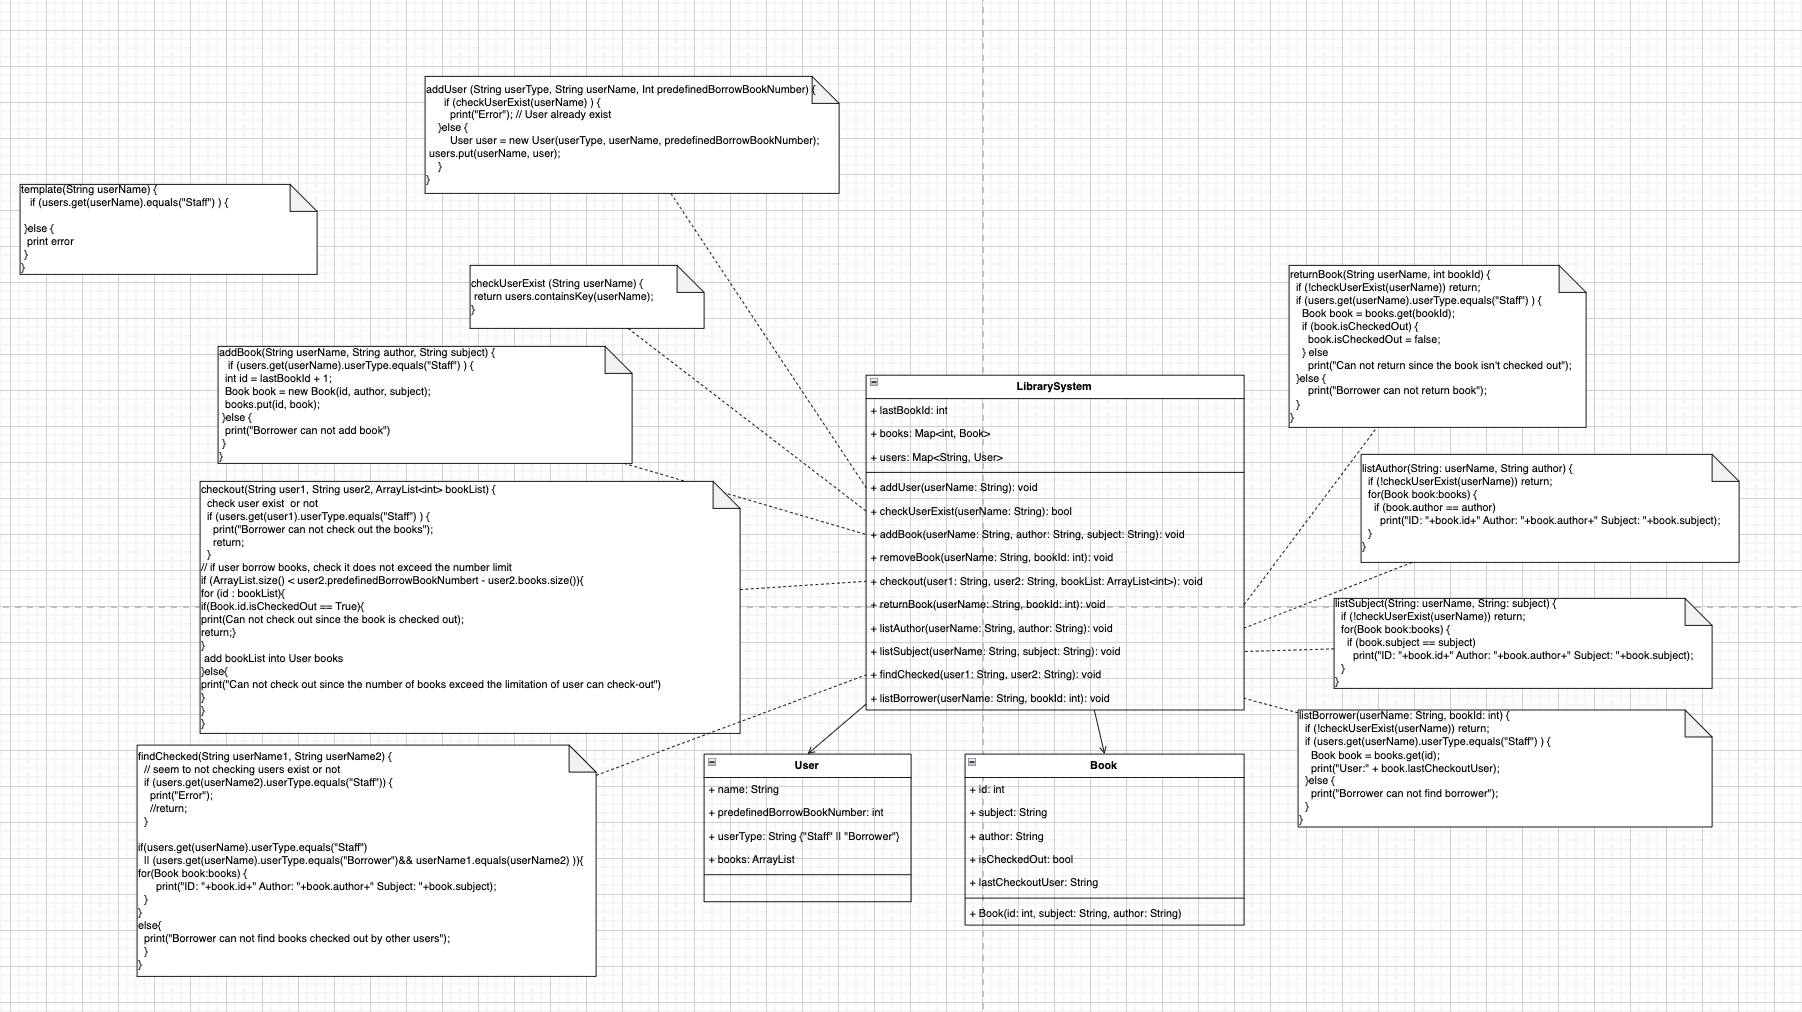 addUser (String userType, String userName, Int predefinedBorrowBookNumber) {
if (checkUserExist(userName) ) {
print("Error"); // User already exist
}else {
User user = new User(userType, userName, predefinedBorrowBookNumber);
users.put(userName, user);
}
}
template(String userName) {
if (users.get(userName).equals("Staff") ) {
}else {
print error
}
}
checkUserExist (String userName) {
return users.containsKey(userName);
}
addBook(String userName, String author, String subject) {
if (users.get(userName).userType.equals("Staff") ) {
int id = lastBookId + 1;
Book book = new Book(id, author, subject);
books.put(id, book);
}else {
print("Borrower can not add book")
}
}
checkout(String user1, String user2, ArrayList<int> bookList) {
check user exist or not
if (users.get(user1).userType.equals("Staff") ) {
print("Borrower can not check out the books");
return;
}
// if user borrow books, check it does not exceed the number limit
if (ArrayList.size() < user2.predefinedBorrowBookNumbert - user2.books.size()){
for (id : bookList){
if(Book.id.isCheckedOut == True){
print(Can not check out since the book is checked out);
return;}
}
add bookList into User books
}else{
print("Can not check out since the number of books exceed the limitation of user can check-out")
}
}
}
findChecked(String userName1, String userName2) {
// seem to not checking users exist or not
if (users.get(userName2).userType.equals("Staff")) {
print("Error");
//return;
}
if(users.get(userName).userType.equals("Staff")
|| (users.get(userName).userType.equals("Borrower")&& userName1.equals(userName2) )){
for(Book book:books) {
print("ID: "+book.id+" Author: "+book.author+" Subject: "+book.subject);
}
}
else{
print("Borrower can not find books checked out by other users");
}
}
LibrarySystem
+ lastBookId: int
+ books: Map<int, Book>
+ users: Map<String, User>
+ addUser(userName: String): void
+ checkUserExist(userName: String): bool
+ addBook(userName: String, author: String, subject: String): void
+ removeBook(userName: String, bookId: int): void
+ checkout(user1: String, user2: String, bookList: ArrayList<int>): void
+ returnBook(userName: String, bookId: int): void
+ listAuthor(userName: String, author: String): void
+ listSubject(userName: String, subject: String): void
+ findChecked(user1: String, user2: String): void
+ listBorrower(userName: String, bookId: int): void
User
+ name: String
+ predefinedBorrowBookNumber: int
+ userType: String {"Staff" || "Borrower"}
+ books: ArrayList
Book
+ id: int
+ subject: String
+ author: String
+ isCheckedOut: bool
+ lastCheckoutUser: String
+ Book(id: int, subject: String, author: String)
returnBook(String userName, int bookId) {
if (!checkUserExist(userName)) return;
if (users.get(userName).userType.equals("Staff") ) {
Book book = books.get(bookId);
if (book.isCheckedOut) {
book.isCheckedOut = false;
} else
print("Can not return since the book isn't checked out");
}else {
print("Borrower can not return book");
}
}
listAuthor(String: userName, String author) {
if (!checkUserExist(userName)) return;
for(Book book:books) {
if (book.author == author)
print("ID: "+book.id+" Author: "+book.author+" Subject: "+book.subject);
}
}
listSubject(String: userName, String: subject) {
if (!checkUserExist(userName)) return;
for(Book book:books) {
if (book.subject == subject)
print("ID: "+book.id+" Author: "+book.author+" Subject: "+book.subject);
}
}
listBorrower(userName: String, bookId: int) {
if (!checkUserExist(userName)) return;
if (users.get(userName).userType.equals("Staff") ) {
Book book = books.get(id);
print("User:" + book.lastCheckoutUser);
}else {
print("Borrower can not find borrower");
}
}